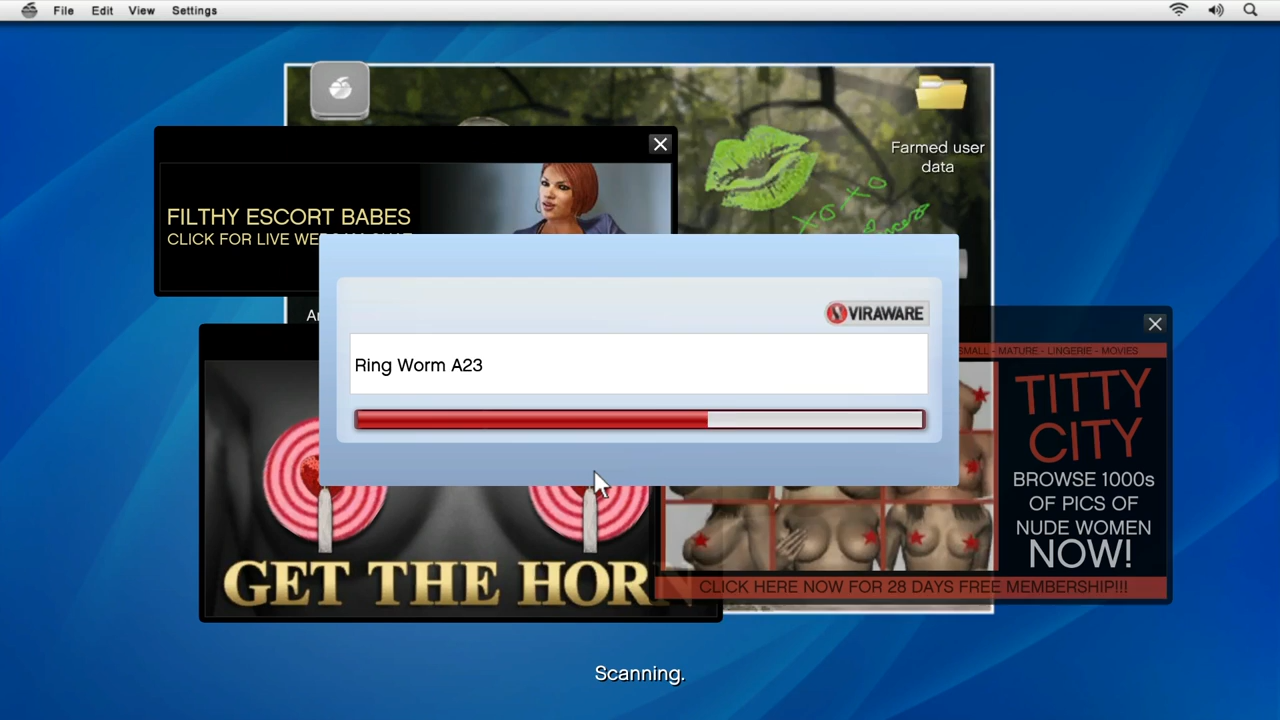 File Edit View Settings
Farmed user
data
FILTHY ESCORT BABES
XOXO
VIRAWARE
Ring Worm A23
SMALL - MATURE - LINGERIE - MOVIES
TITTY
CITY
BROWSE 1000s
OF PICS OF
NUDE WOMEN
NOW!
GET THE HORN
CLICK HERE NOW FOR 28 DAYS FREE MEMBERSHIP!!!
Scanning.